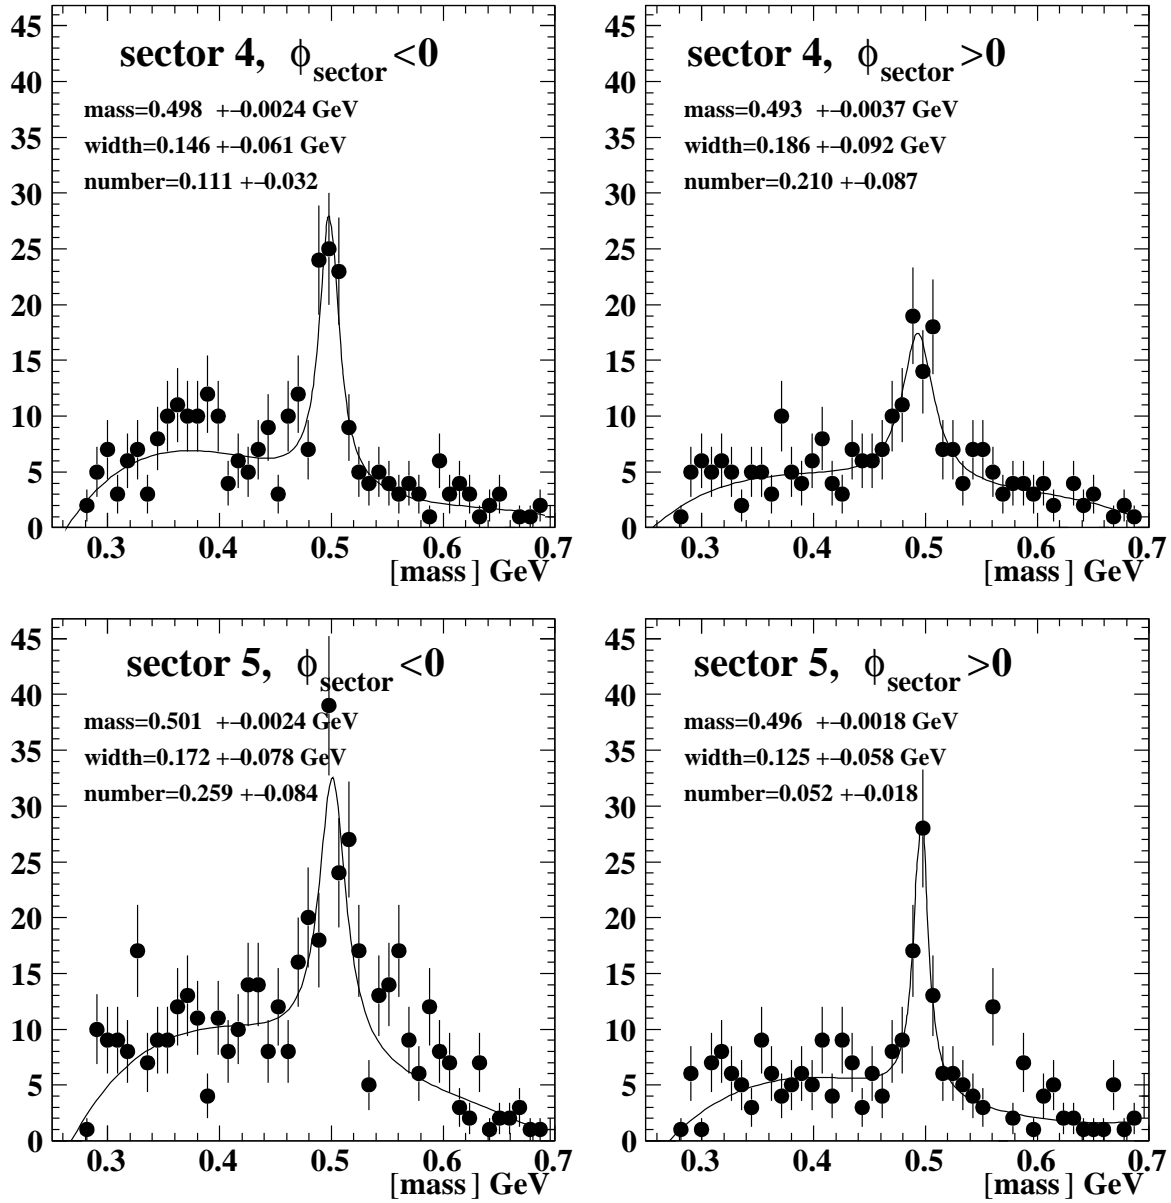 sector 4, ϕsector <0
mass=0.498 +-0.0024 GeV
width=0.146 +-0.061 GeV
number=0.111 +-0.032
45
40
35
30
25
20
15
10
5
0
0.3 0.4 0.5 0.6 0.7
[mass] GeV
sector 4, ϕsector >0
mass=0.493 +-0.0037 GeV
width=0.186 +-0.092 GeV
number=0.210 +-0.087
45
40
35
30
25
20
15
10
5
0
0.3 0.4 0.5 0.6 0.7
[mass] GeV
sector 5, ϕsector <0
mass=0.501 +-0.0024 GeV
width=0.172 +-0.078 GeV
number=0.259 +-0.084
45
40
35
30
25
20
15
10
5
0
0.3 0.4 0.5 0.6 0.7
[mass] GeV
sector 5, ϕsector >0
mass=0.496 +-0.0018 GeV
width=0.125 +-0.058 GeV
number=0.052 +-0.018
45
40
35
30
25
20
15
10
5
0
0.3 0.4 0.5 0.6 0.7
[mass] GeV